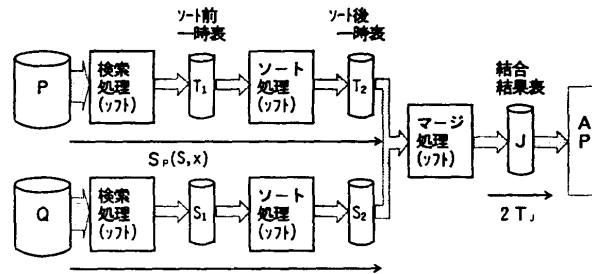 ソート前
一時表
ソート後
一時表
P
検索
処理
(ソフト)
T₁
ソート
処理
(ソフト)
T₂
結合
結果表
マージ
処理
(ソフト)
J
AP
Sₚ(S,x)
2Tⱼ
Q
検索
処理
(ソフト)
S₁
ソート
処理
(ソフト)
S₂